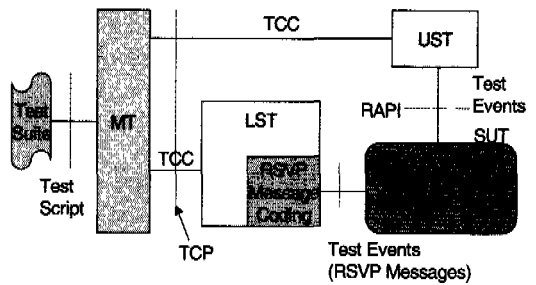 TCC
UST
Test
Suite
MT
LST
RAPI
Test
Events
SUT
TCC
RSVP
Message
Coding
Test
Script
TCP
Test Events
(RSVP Messages)